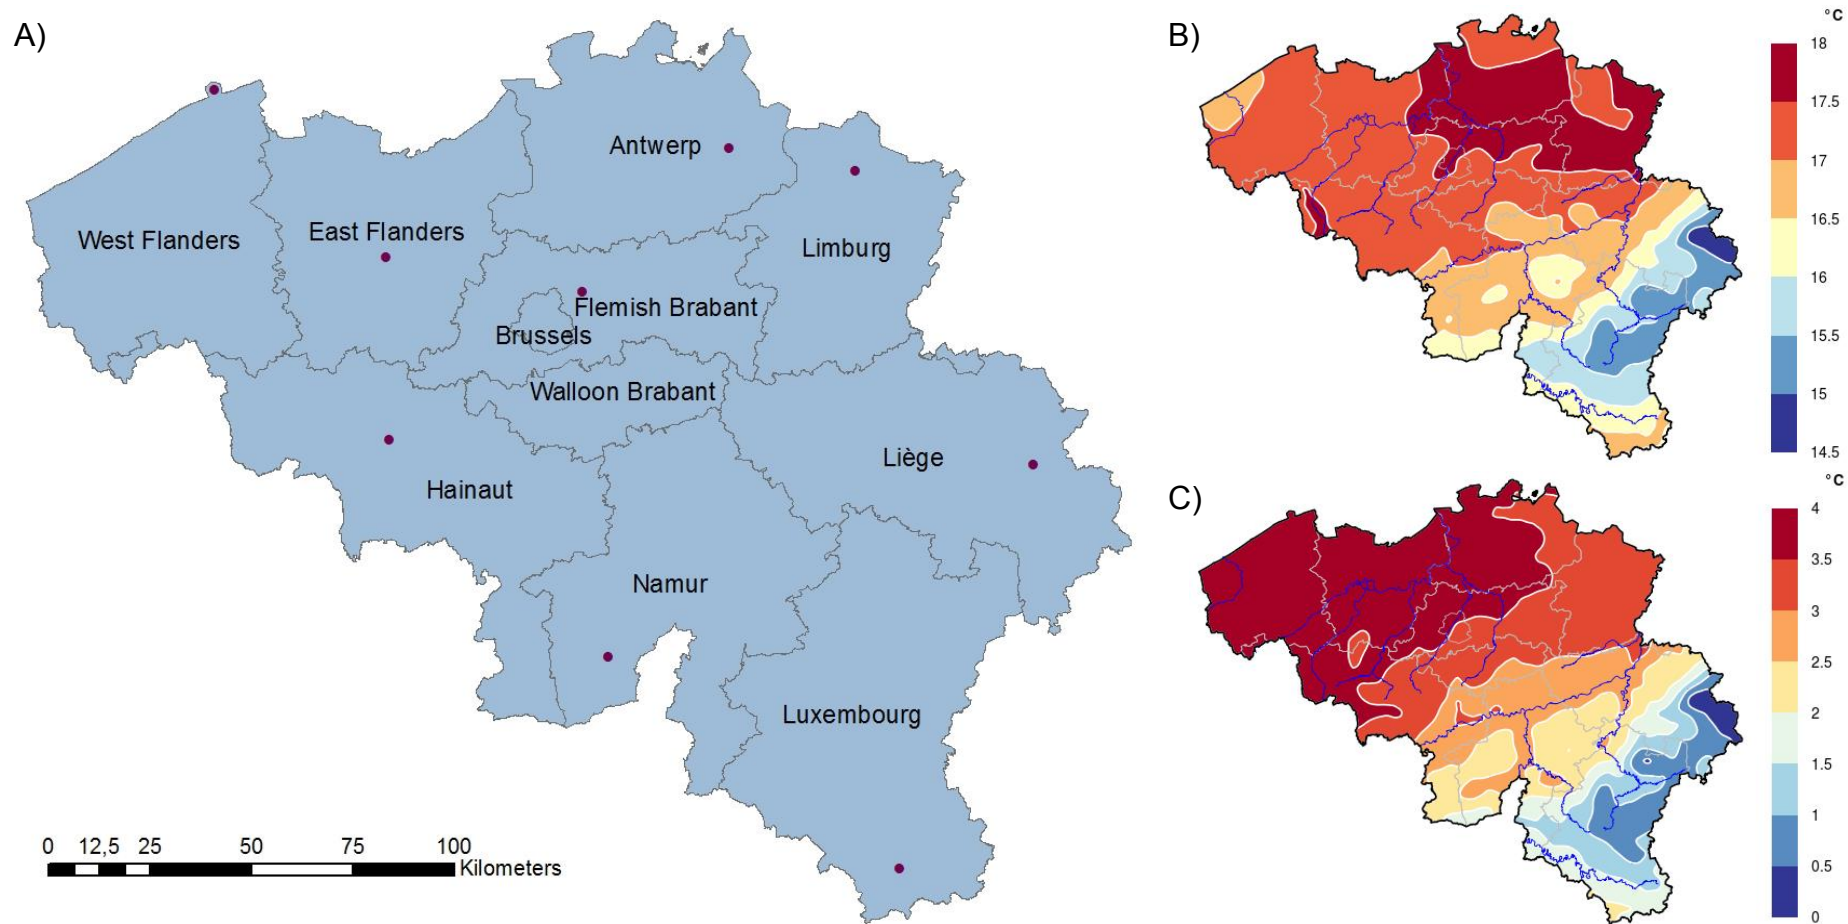 A)
West Flanders
East Flanders
Antwerp
Limburg
Flemish Brabant
Brussels
Walloon Brabant
Liège
Hainaut
Namur
Luxembourg
0 12,5 25 50 75 100
Kilometers
B)
°C
18
17.5
17
16.5
16
15.5
15
14.5
C)
°C
4
3.5
3
2.5
2
1.5
1
0.5
0